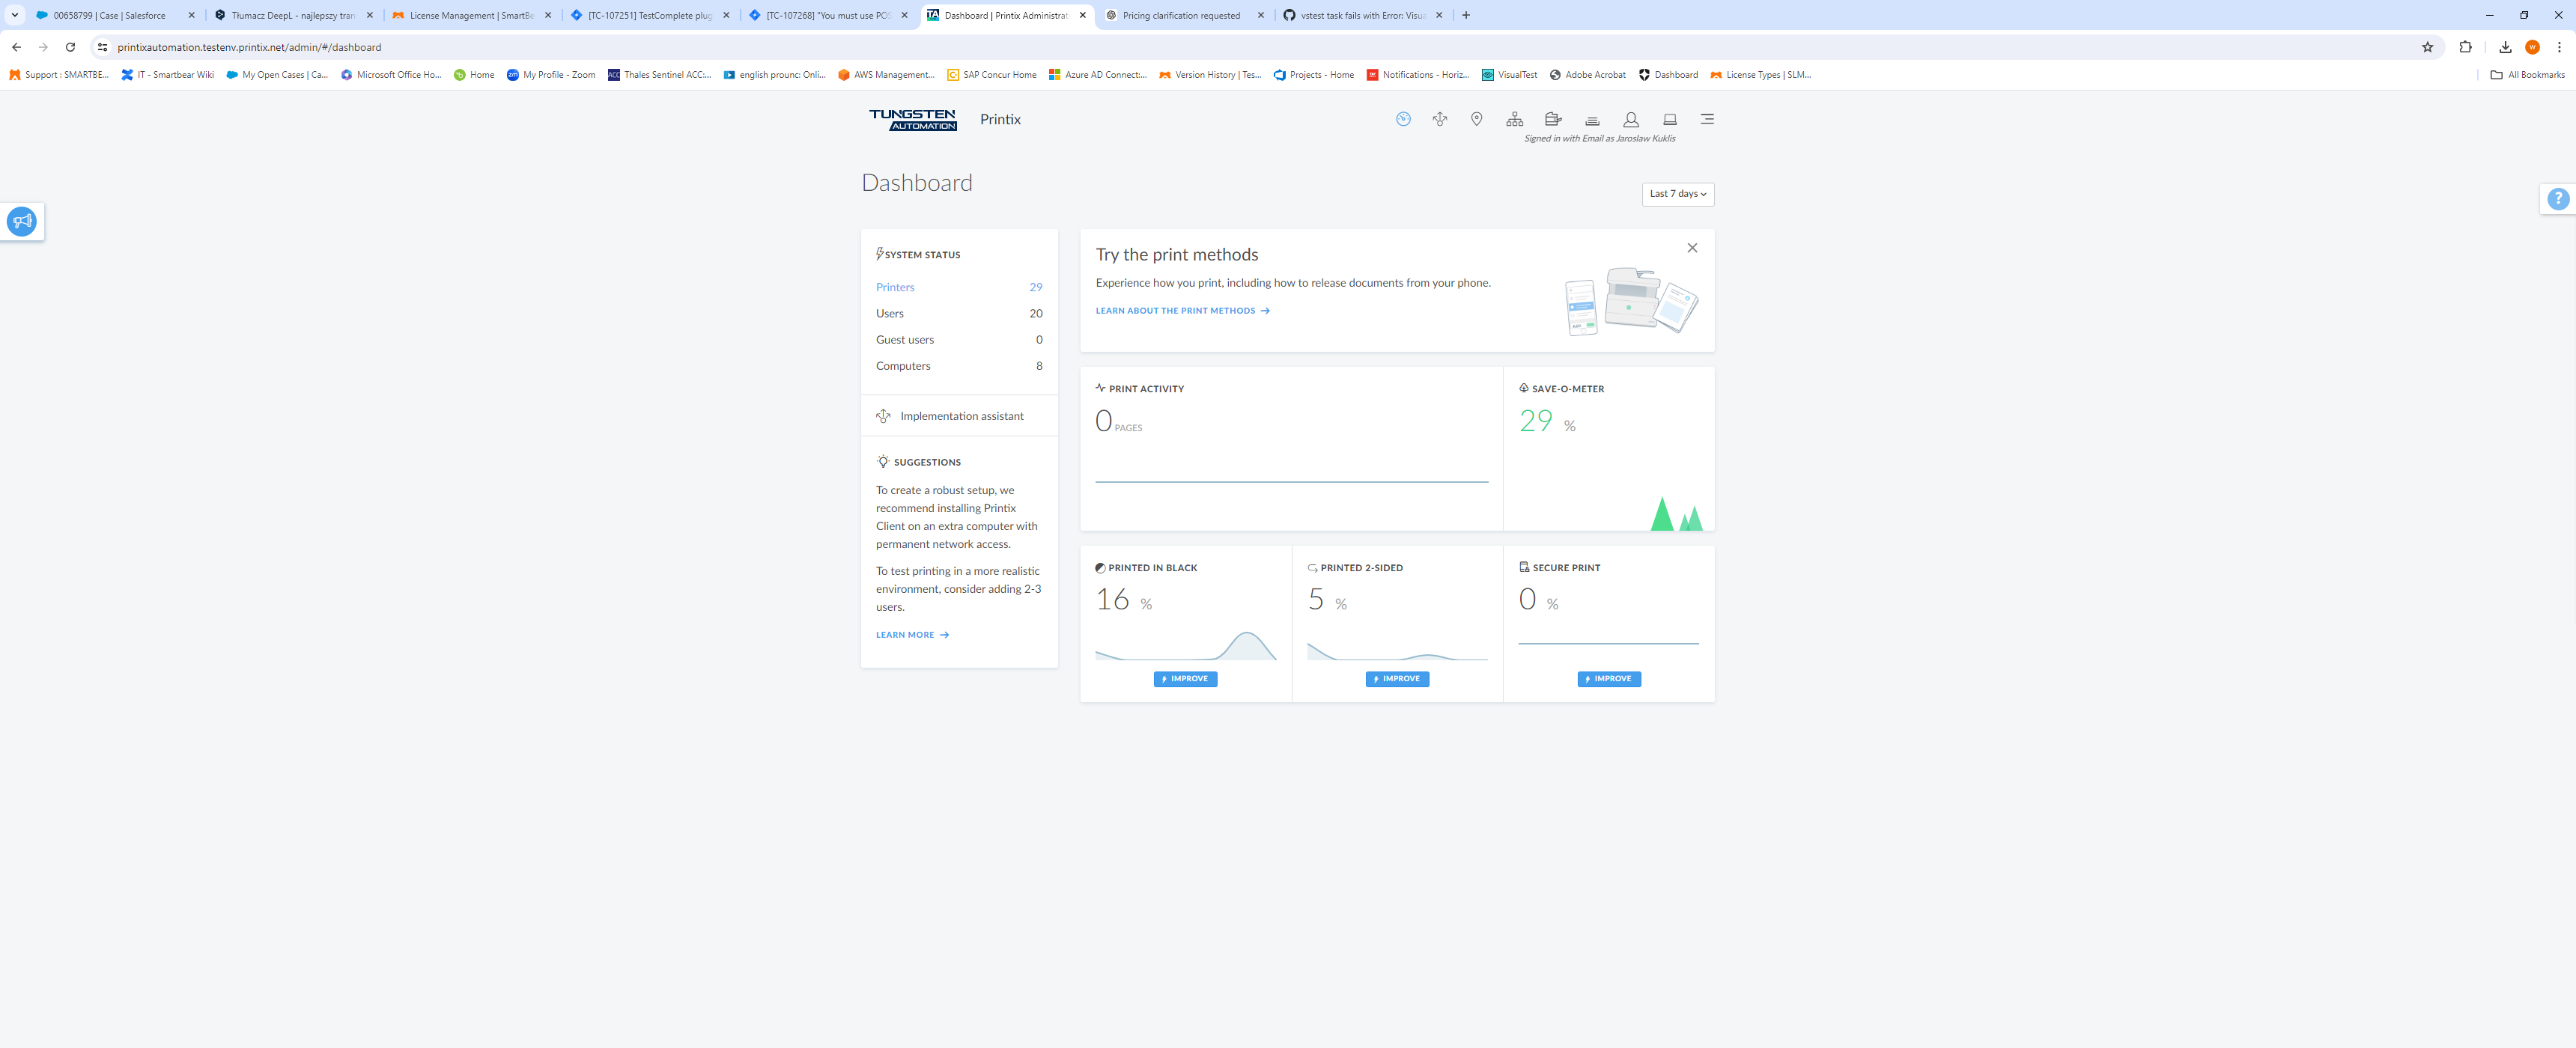 00658799 | Case | Salesforce
Tłumacz DeepL - najlepszy tran
License Management | SmartBe
[TC-107251] TestComplete plug
[TC-107268] "You must use POS
Dashboard | Printix Administrat
Pricing clarification requested
vstest task fails with Error: Visu
printixautomation.testenv.printix.net/admin/#/dashboard
Support : SMARTBE...
IT - Smartbear Wiki
My Open Cases | Ca...
Microsoft Office Ho...
Home
My Profile - Zoom
Thales Sentinel ACC:...
english prounc: Onli...
AWS Management...
SAP Concur Home
Azure AD Connect:...
Version History | Tes...
Projects - Home
Notifications - Horiz...
VisualTest
Adobe Acrobat
Dashboard
License Types | SLM...
All Bookmarks
TUNGSTEN
AUTOMATION
Printix
Signed in with Email as Jaroslaw Kuklis
Dashboard
Last 7 days
SYSTEM STATUS
Printers 29
Users 20
Guest users 0
Computers 8
Implementation assistant
SUGGESTIONS
To create a robust setup, we
recommend installing Printix
Client on an extra computer with
permanent network access.
To test printing in a more realistic
environment, consider adding 2-3
users.
LEARN MORE
Try the print methods
Experience how you print, including how to release documents from your phone.
LEARN ABOUT THE PRINT METHODS
PRINT ACTIVITY
0 PAGES
SAVE-O-METER
29 %
PRINTED IN BLACK
16 %
IMPROVE
PRINTED 2-SIDED
5 %
IMPROVE
SECURE PRINT
0 %
IMPROVE